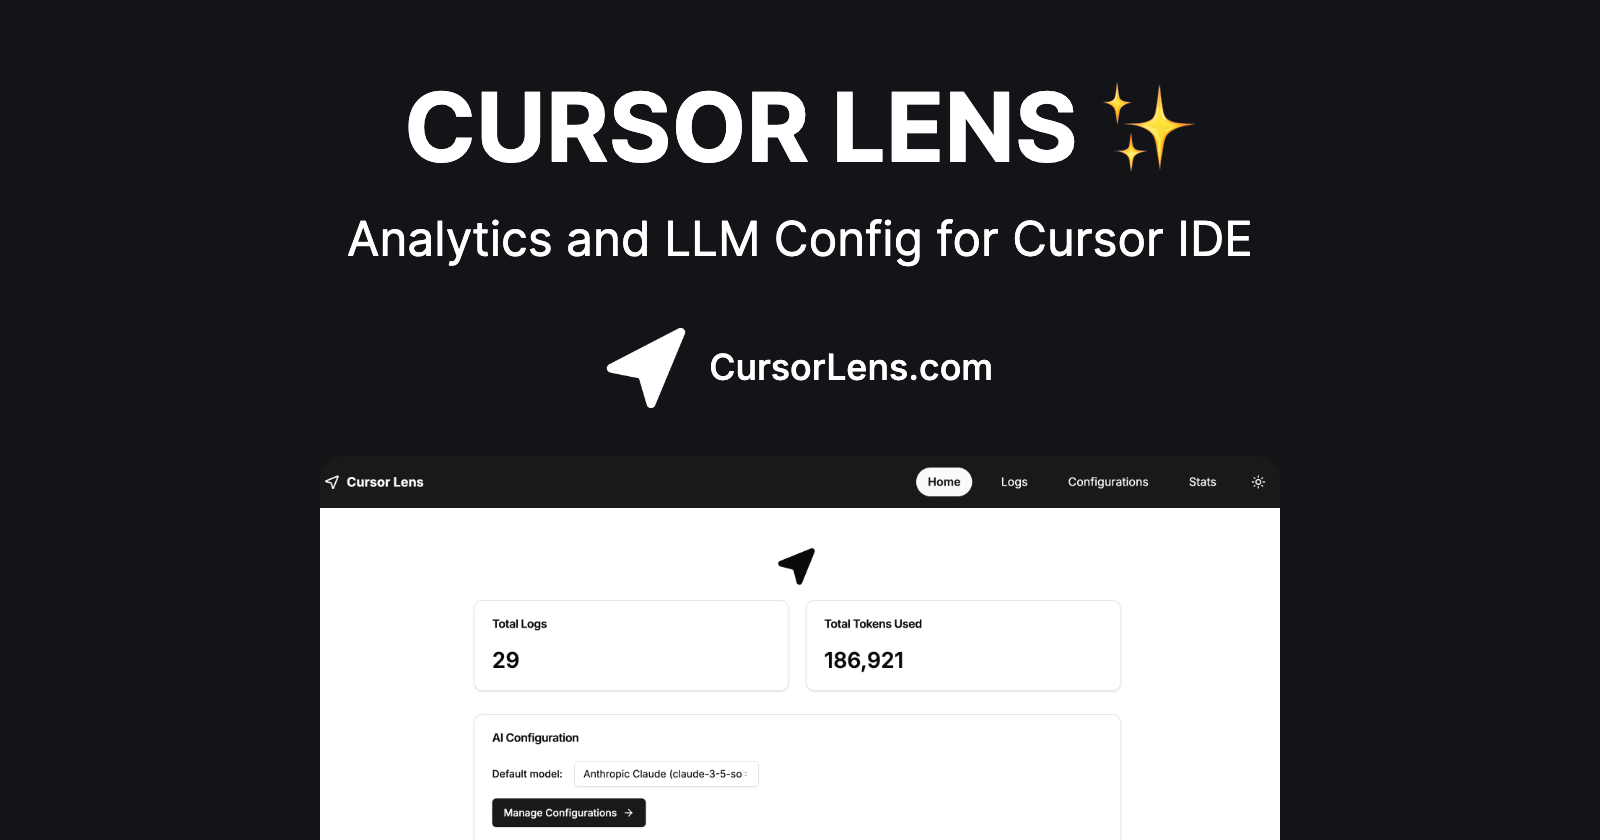 CURSOR LENS ✨
Analytics and LLM Config for Cursor IDE
CursorLens.com
Cursor Lens
Home
Logs
Configurations
Stats
Total Logs
29
Total Tokens Used
186,921
AI Configuration
Default model:
Anthropic Claude (claude-3-5-so
Manage Configurations →